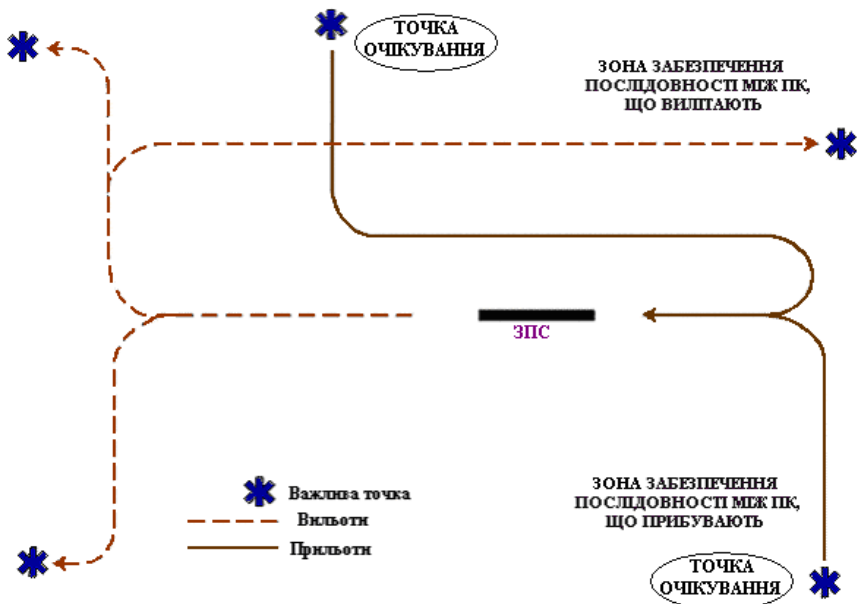 ТОЧКА
ОЧІКУВАННЯ
ЗОНА ЗАБЕЗПЕЧЕННЯ
ПОСЛІДОВНОСТІ МІЖ ПК,
ЩО ВИЛІТАЮТЬ
ЗПС
Важлива точка
Вильоти
Прильоти
ЗОНА ЗАБЕЗПЕЧЕННЯ
ПОСЛІДОВНОСТІ МІЖ ПК,
ЩО ПРИБУВАЮТЬ
ТОЧКА
ОЧІКУВАННЯ